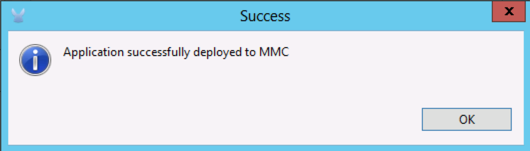 Success
x
Application successfully deployed to MMC
OK